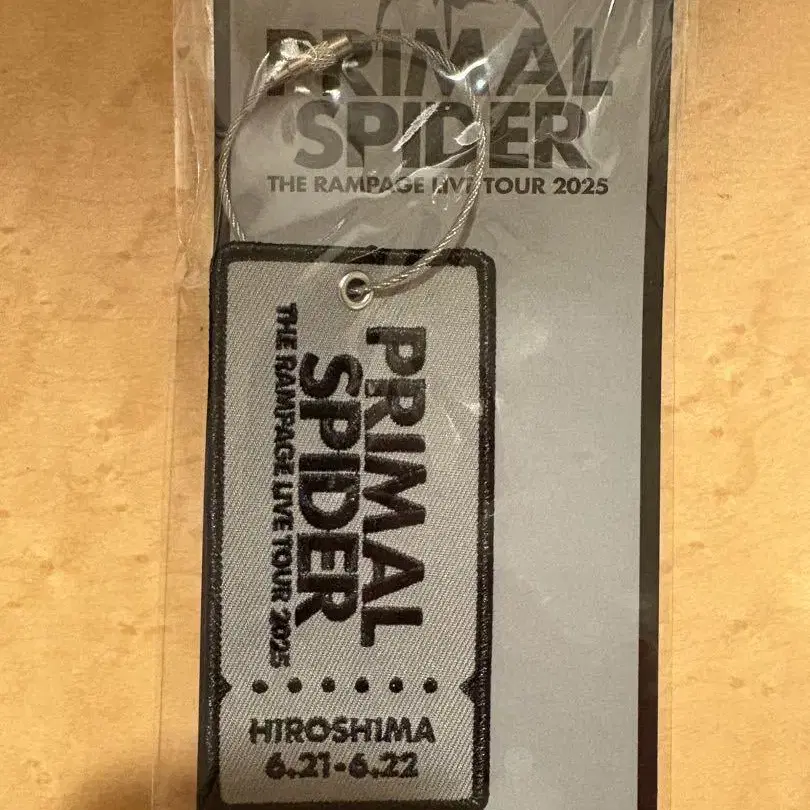 PRIMAL
SPIDER
THE RAMPAGE LIVE TOUR 2025
PRIMAL
SPIDER
THE RAMPAGE LIVE TOUR 2025
HIROSHIMA
6.21-6.22